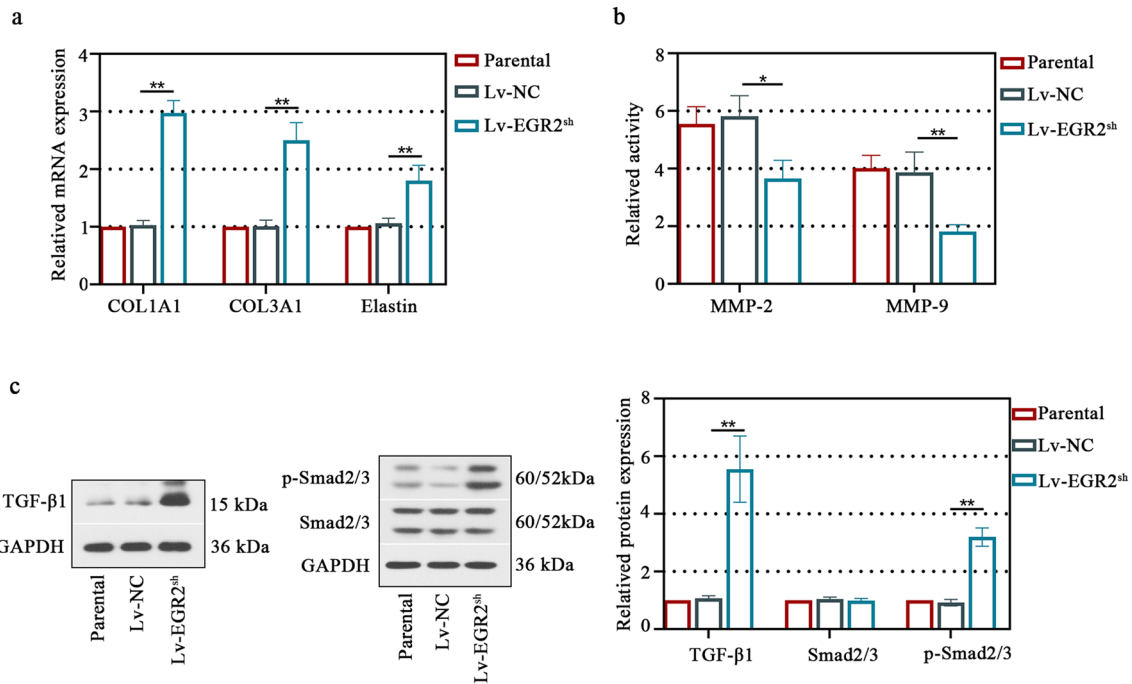 a
Relatived mRNA expression
4
3
2
1
0
**
**
**
COL1A1
COL3A1
Elastin
Parental
Lv-NC
Lv-EGR2sh
b
Relatived activity
8
6
4
2
0
*
**
MMP-2
MMP-9
Parental
Lv-NC
Lv-EGR2sh
c
TGF-β1
15 kDa
GAPDH
36 kDa
Parental
Lv-NC
Lv-EGR2sh
p-Smad2/3
60/52kDa
Smad2/3
60/52kDa
GAPDH
36 kDa
Parental
Lv-NC
Lv-EGR2sh
Relatived protein expression
8
6
4
2
0
**
**
TGF-β1
Smad2/3
p-Smad2/3
Parental
Lv-NC
Lv-EGR2sh